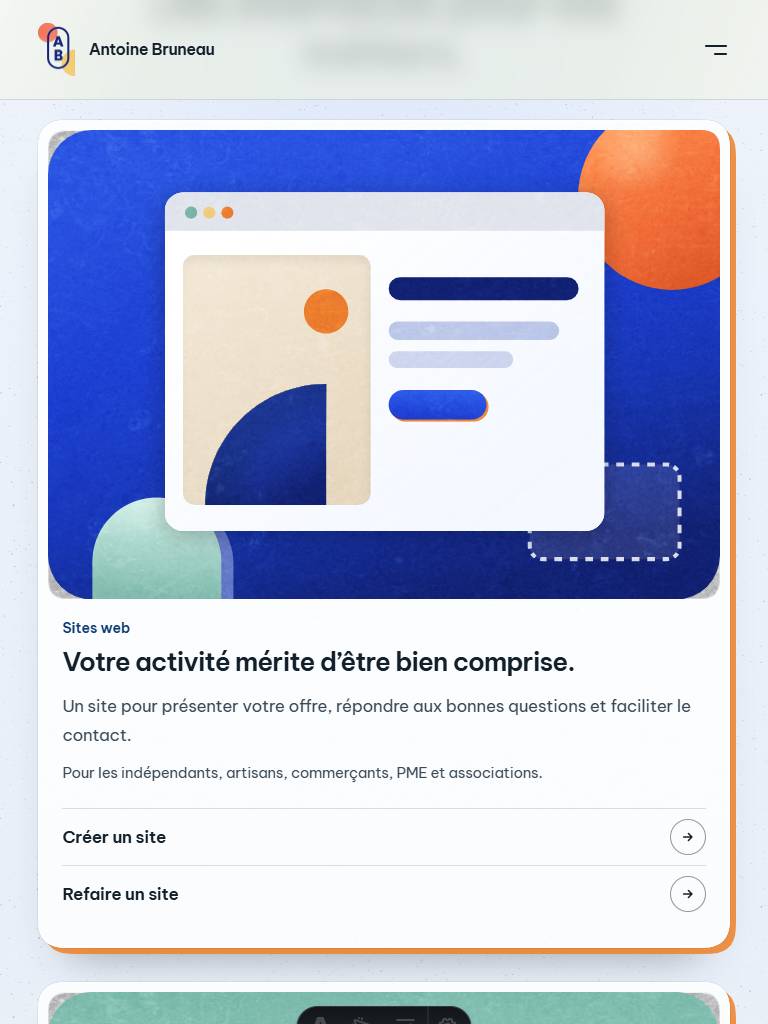 A
B
Antoine Bruneau
Sites web
Votre activité mérite d’être bien comprise.
Un site pour présenter votre offre, répondre aux bonnes questions et faciliter le
contact.
Pour les indépendants, artisans, commerçants, PME et associations.
Créer un site
Refaire un site